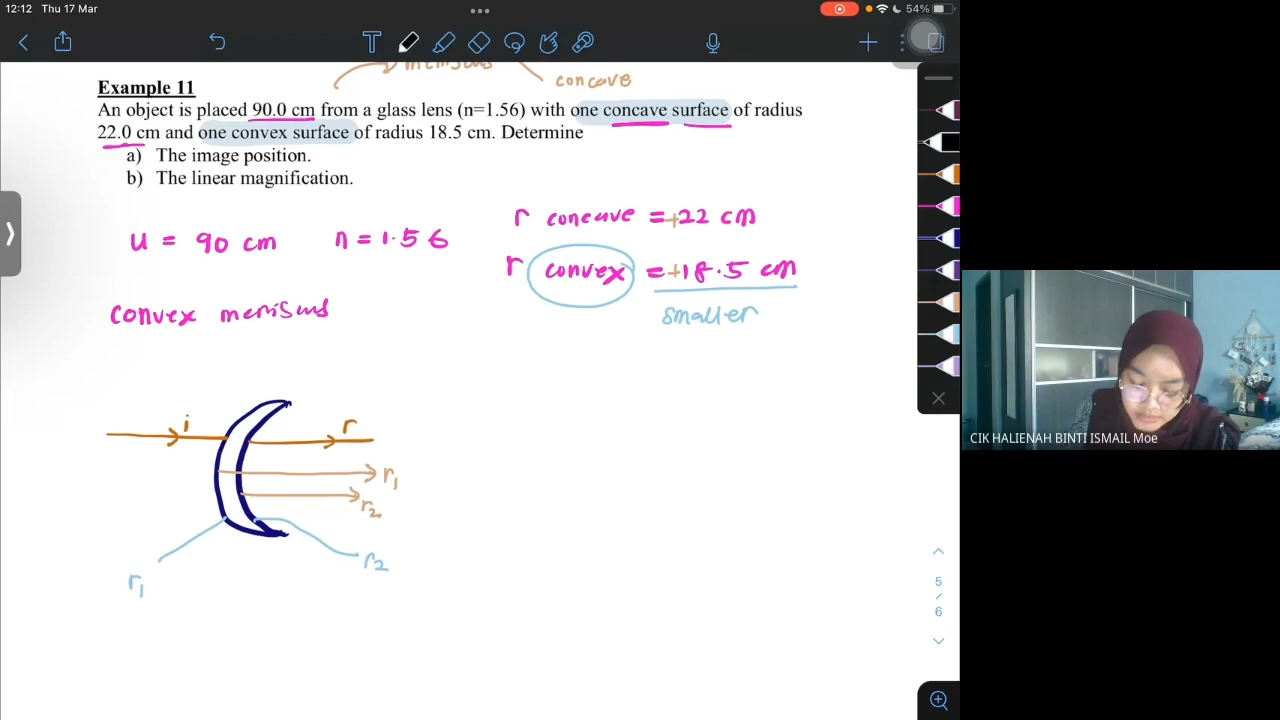 12:12 Thu 17 Mar
54%
meniscus
concave
Example 11
An object is placed 90.0 cm from a glass lens (n=1.56) with one concave surface of radius
22.0 cm and one convex surface of radius 18.5 cm. Determine
a) The image position.
b) The linear magnification.
r concave = +22 cm
u = 90 cm n = 1.56
r convex = +18.5 cm
smaller
convex meniscus
i
r
r1
r2
r1
r2
5
/
6
CIK HALIENAH BINTI ISMAIL Moe